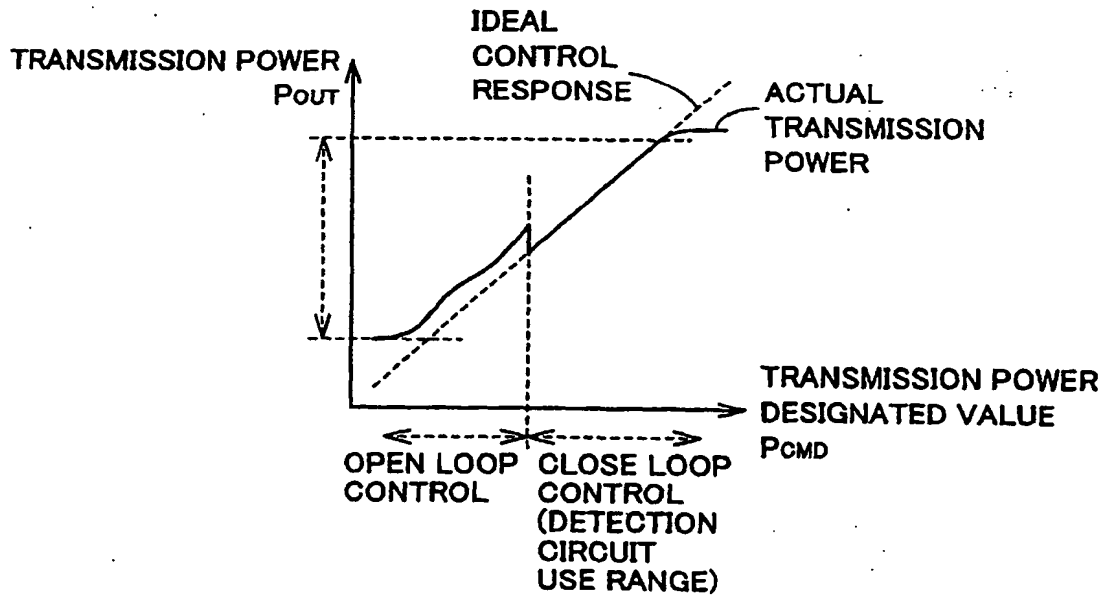 IDEAL
CONTROL
RESPONSE
TRANSMISSION POWER
POUT
ACTUAL
TRANSMISSION
POWER
TRANSMISSION POWER
DESIGNATED VALUE
PCMD
OPEN LOOP
CONTROL
CLOSE LOOP
CONTROL
(DETECTION
CIRCUIT
USE RANGE)